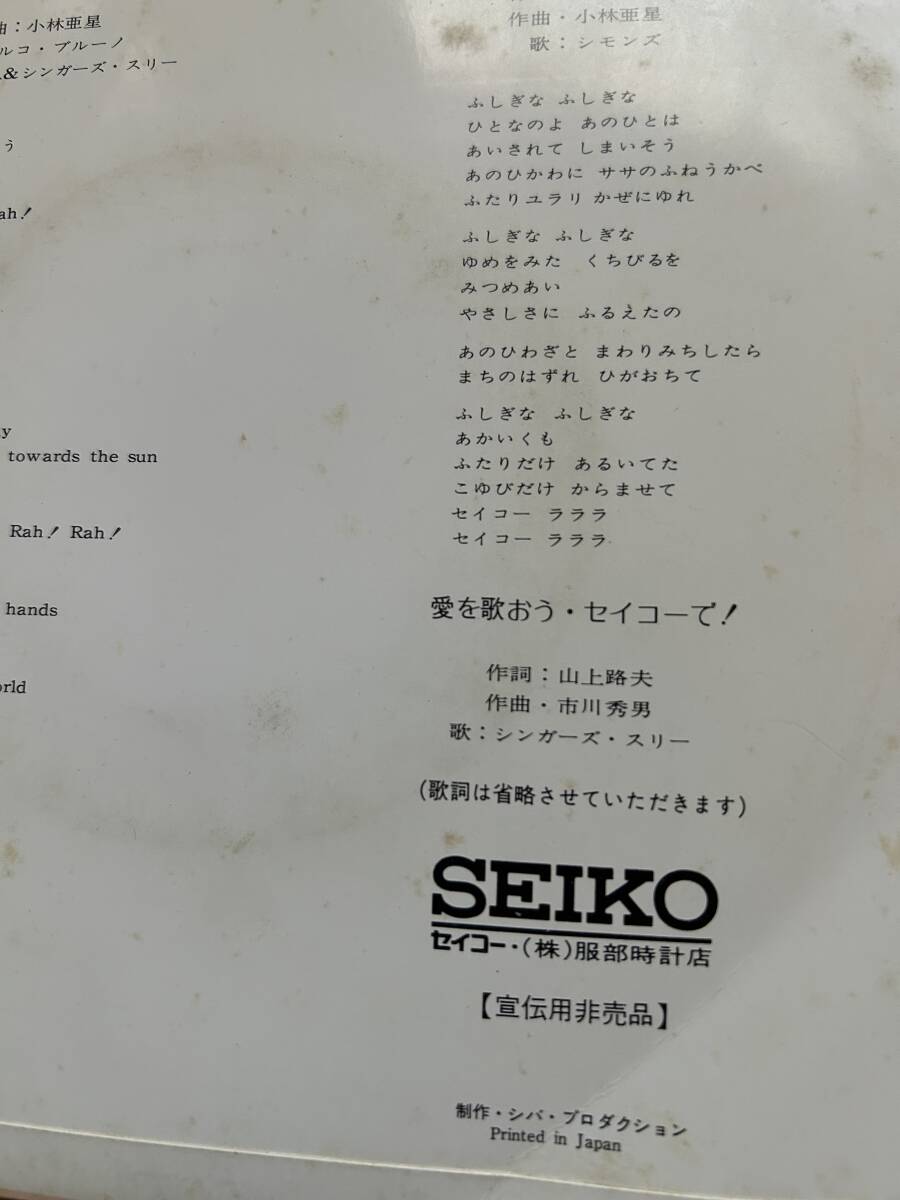 曲：小林亜星
ルコ・ブルーノ
&シンガーズ・スリー
う
ah！
y
towards the sun
Rah！ Rah！
hands
orld
作曲・小林亜星
歌：シモンズ
ふしぎな ふしぎな
ひとなのよ あのひとは
あいされて しまいそう
あのひかわに ササのふねうかべ
ふたりユラリ かぜにゆれ
ふしぎな ふしぎな
ゆめをみた くちびるを
みつめあい
やさしさに ふるえたの
あのひわざと まわりみちしたら
まちのはずれ ひがおちて
ふしぎな ふしぎな
あかいくも
ふたりだけ あるいてた
こゆびだけ からませて
セイコー ラララ
セイコー ラララ
愛を歌おう・セイコーで！
作詞：山上路夫
作曲・市川秀男
歌：シンガーズ・スリー
(歌詞は省略させていただきます)
SEIKO
セイコー・(株)服部時計店
【宣伝用非売品】
制作・シバ・プロダクション
Printed in Japan